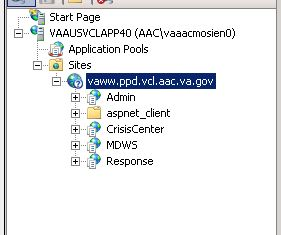 Start Page
VAAUSVCLAPP40 (AAC\vaaacmosien0)
Application Pools
Sites
vaww.ppd.vcl.aac.va.gov
Admin
aspnet_client
CrisisCenter
MDWS
Response